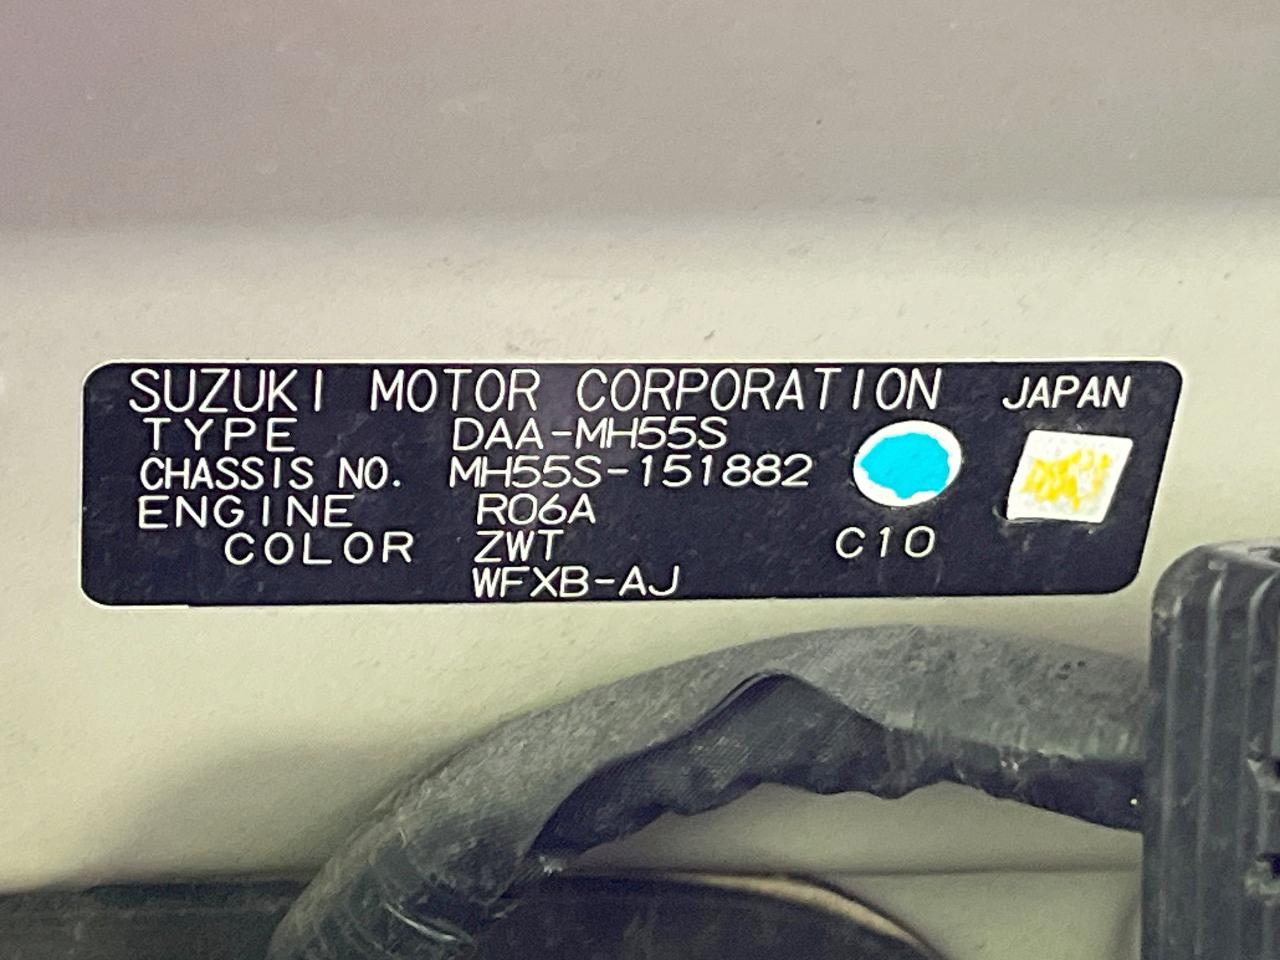 SUZUKI MOTOR CORPORATION JAPAN
TYPE DAA-MH55S
CHASSIS NO. MH55S-151882
ENGINE R06A
COLOR ZWT C10
WFXB-AJ